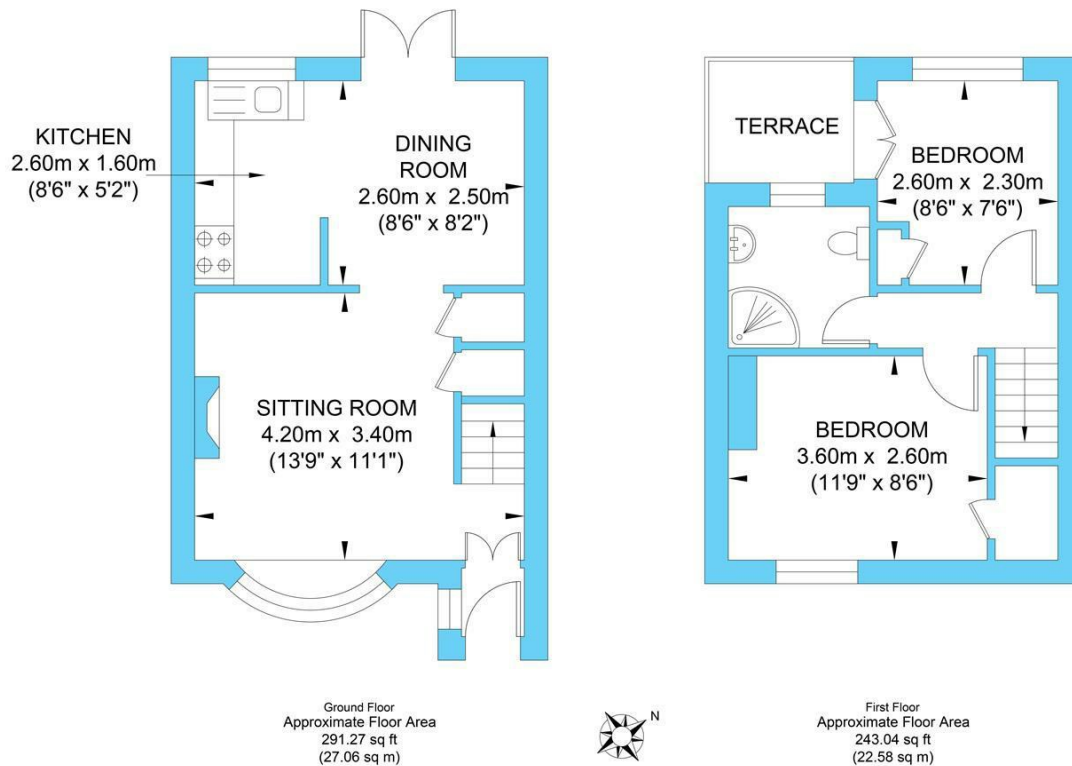 KITCHEN
2.60m x 1.60m
(8'6" x 5'2")
DINING
ROOM
2.60m x 2.50m
(8'6" x 8'2")
SITTING ROOM
4.20m x 3.40m
(13'9" x 11'1")
TERRACE
BEDROOM
2.60m x 2.30m
(8'6" x 7'6")
BEDROOM
3.60m x 2.60m
(11'9" x 8'6")
Ground Floor
Approximate Floor Area
291.27 sq ft
(27.06 sq m)
N
First Floor
Approximate Floor Area
243.04 sq ft
(22.58 sq m)